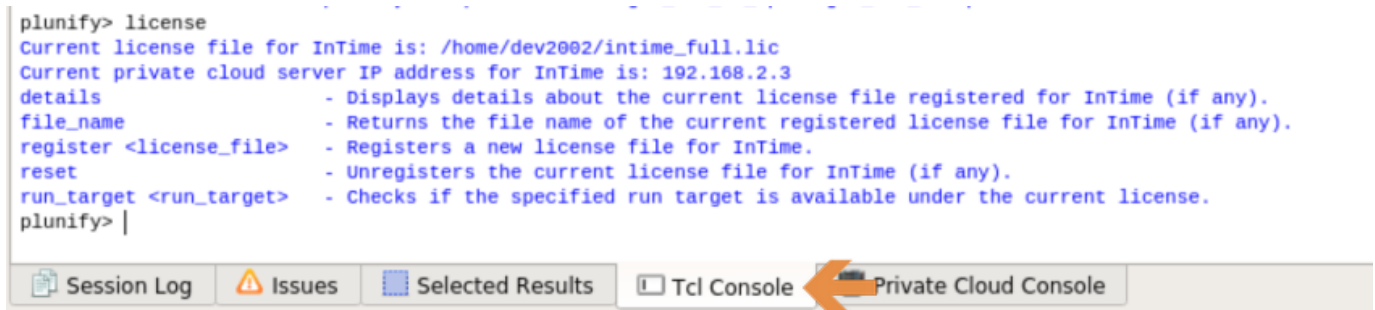 plunify> license
Current license file for InTime is: /home/dev2002/intime_full.lic
Current private cloud server IP address for InTime is: 192.168.2.3
details - Displays details about the current license file registered for InTime (if any).
file_name - Returns the file name of the current registered license file for InTime (if any).
register <license_file> - Registers a new license file for InTime.
reset - Unregisters the current license file for InTime (if any).
run_target <run_target> - Checks if the specified run target is available under the current license.
plunify>
Session Log Issues Selected Results Tcl Console Private Cloud Console